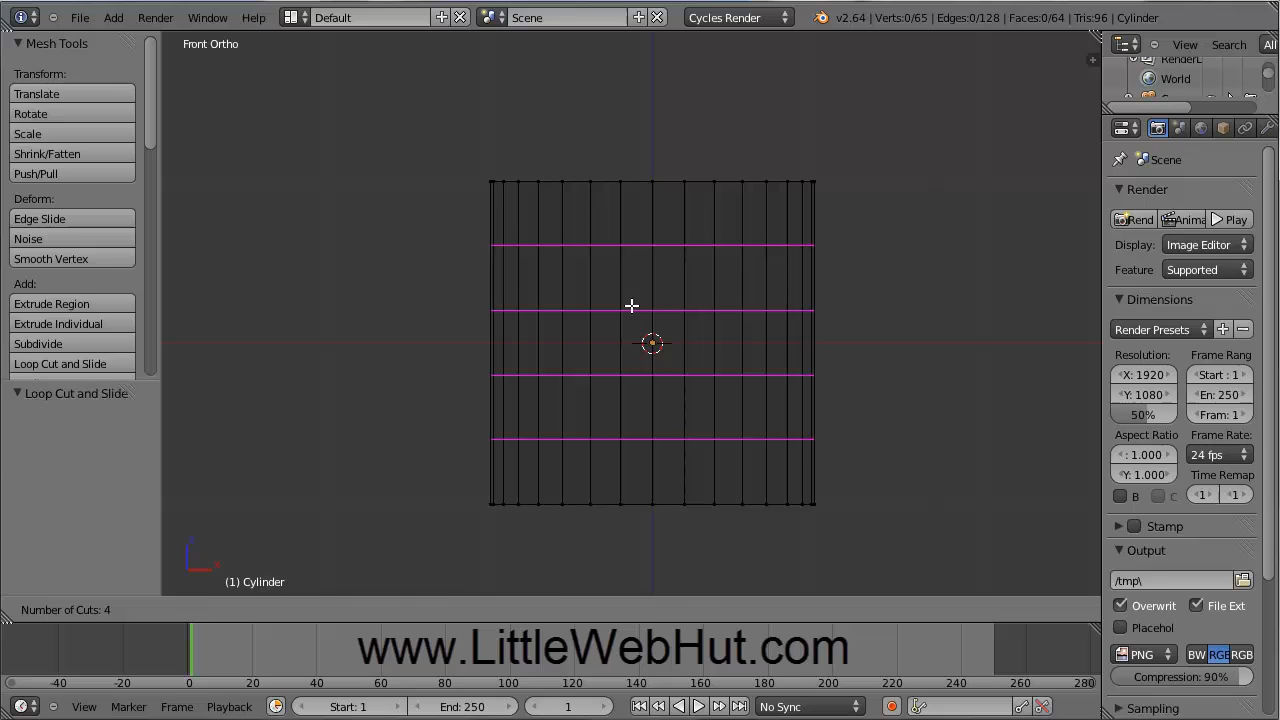 File Add Render Window Help Default Scene Cycles Render v2.64 | Verts:0/65 | Edges:0/128 | Faces:0/64 | Tris:96 | Cylinder
Mesh Tools
Transform:
Translate
Rotate
Scale
Shrink/Fatten
Push/Pull
Deform:
Edge Slide
Noise
Smooth Vertex
Add:
Extrude Region
Extrude Individual
Subdivide
Loop Cut and Slide
Loop Cut and Slide
Front Ortho
(1) Cylinder
Number of Cuts: 4
View Search All
World
Scene
Render
Rend Anima Play
Display: Image Editor
Feature Supported
Dimensions
Render Presets
Resolution: Frame Rang
X: 1920 Start : 1
Y: 1080 En: 250
50% Fram: 1
Aspect Ratio Frame Rate:
: 1.000 24 fps
Y: 1.000 Time Remap
B C 1 1
Stamp
Output
/tmp\
Overwrit File Ext
Placehol
PNG BW RGE RGB
Compression: 90%
Sampling
www.LittleWebHut.com
-40 -20 0 20 40 60 80 100 120 140 160 180 200 220 240 260 280
View Marker Frame Playback Start: 1 End: 250 1 No Sync